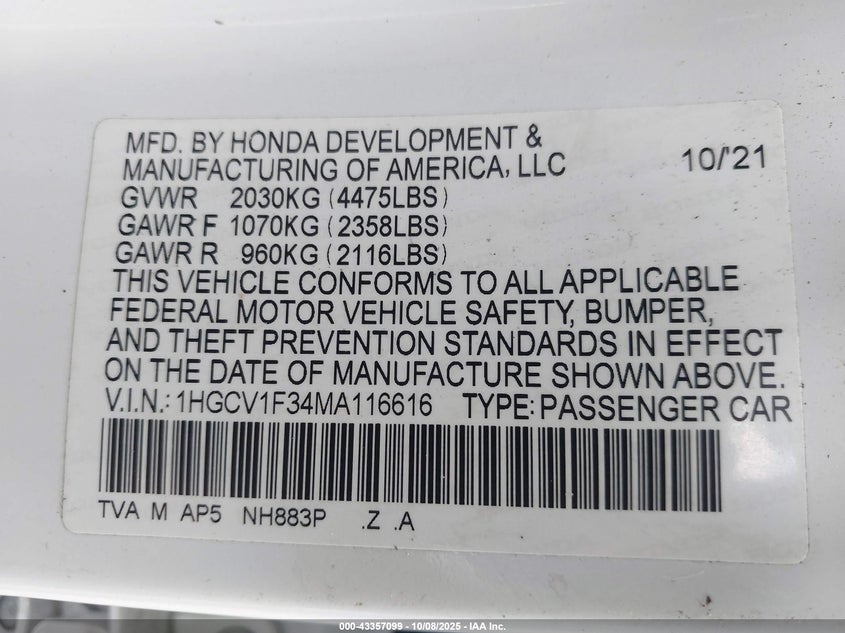 MFD. BY HONDA DEVELOPMENT &
MANUFACTURING OF AMERICA, LLC 10/'21
GVWR 2030KG (4475LBS)
GAWR F 1070KG (2358LBS)
GAWR R 960KG (2116LBS)
THIS VEHICLE CONFORMS TO ALL APPLICABLE
FEDERAL MOTOR VEHICLE SAFETY, BUMPER,
AND THEFT PREVENTION STANDARDS IN EFFECT
ON THE DATE OF MANUFACTURE SHOWN ABOVE.
V.I.N.: 1HGCV1F34MA116616 TYPE: PASSENGER CAR
TVA M AP5 NH883P .Z .A
000-43357099 - 10/08/2025 - IAA Inc.